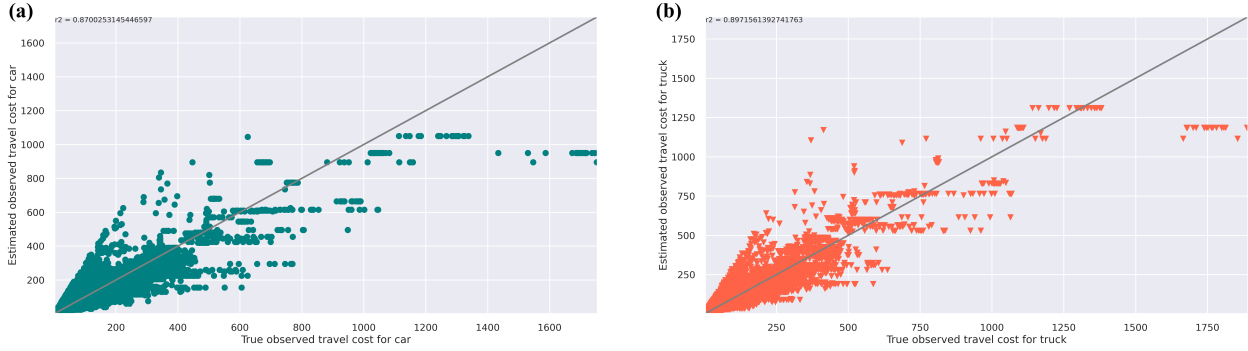 (a)
r2 = 0.8700253145446597
1600
1400
1200
1000
800
600
400
200
Estimated observed travel cost for car
200 400 600 800 1000 1200 1400 1600
True observed travel cost for car
(b)
r2 = 0.8971561392741763
1750
1500
1250
1000
750
500
250
Estimated observed travel cost for truck
250 500 750 1000 1250 1500 1750
True observed travel cost for truck